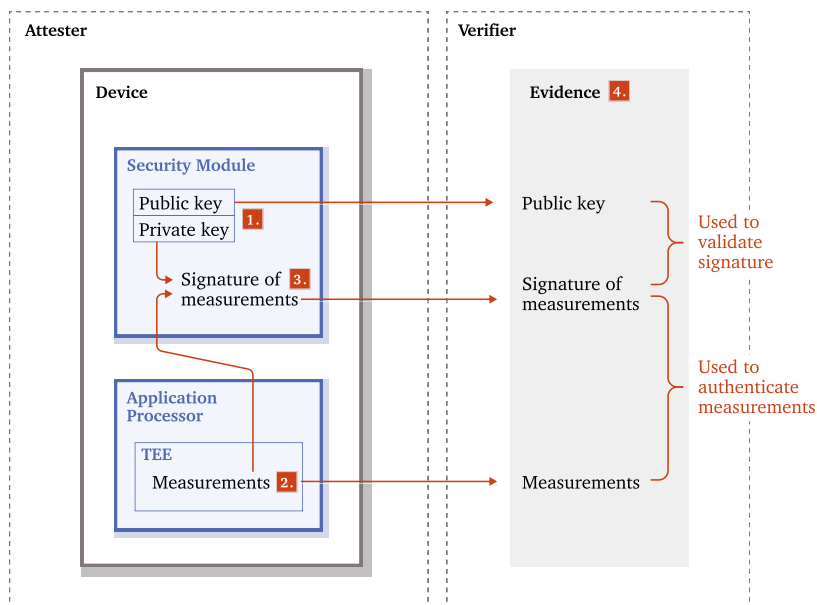 Attester
Device
Security Module
Public key
Private key
1.
Signature of
measurements
3.
Application
Processor
TEE
Measurements
2.
Verifier
Evidence
4.
Public key
Signature of
measurements
Measurements
Used to
validate
signature
Used to
authenticate
measurements